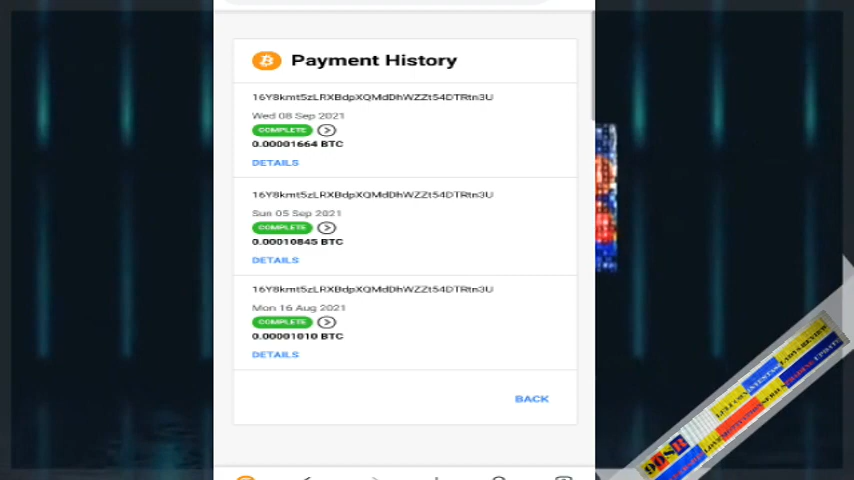 Payment History
16Y8kmt5zLRXBdpXQMdDhWZZt54DTRtn3U
Wed 08 Sep 2021
COMPLETE
0.00001664 BTC
DETAILS
16Y8kmt5zLRXBdpXQMdDhWZZt54DTRtn3U
Sun 05 Sep 2021
COMPLETE
0.00010845 BTC
DETAILS
16Y8kmt5zLRXBdpXQMdDhWZZt54DTRtn3U
Mon 16 Aug 2021
COMPLETE
0.00001010 BTC
DETAILS
BACK
90SR